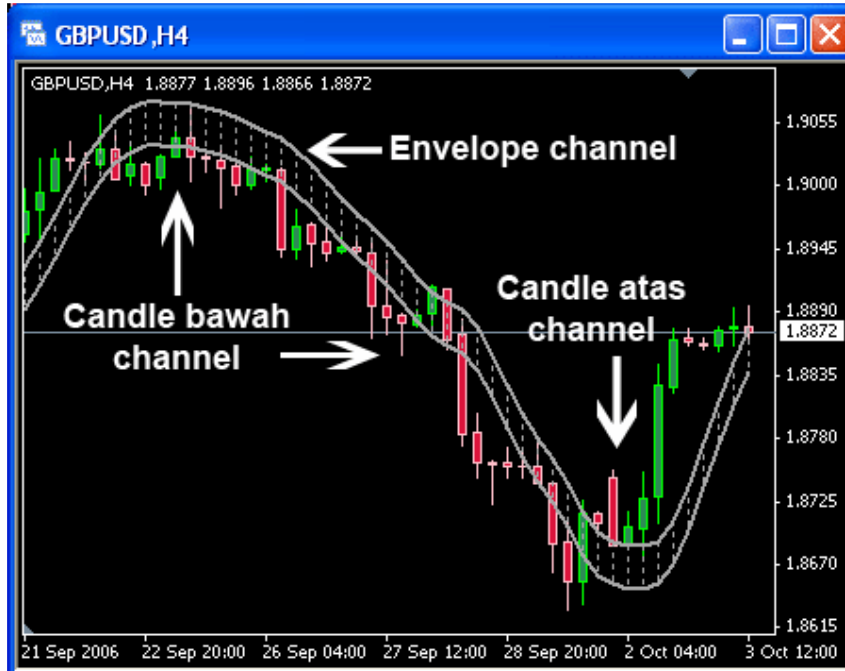 GBPUSD,H4
GBPUSD,H4 1.8877 1.8896 1.8866 1.8872
1.9055
Envelope channel
1.9000
1.8945
Candle atas
channel
1.8890
Candle bawah
channel
1.8872
1.8835
1.8780
1.8725
1.8670
1.8615
21 Sep 2006 22 Sep 20:00 26 Sep 04:00 27 Sep 12:00 28 Sep 20:00 2 Oct 04:00 3 Oct 12:00